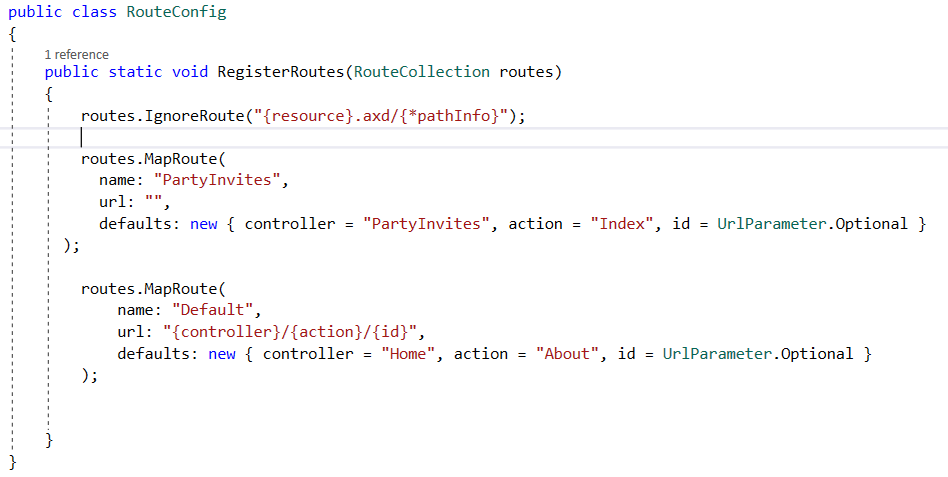 public class RouteConfig
{
1 reference
public static void RegisterRoutes(RouteCollection routes)
{
routes.IgnoreRoute("{resource}.axd/{*pathInfo}");
routes.MapRoute(
name: "PartyInvites",
url: "",
defaults: new { controller = "PartyInvites", action = "Index", id = UrlParameter.Optional }
);
routes.MapRoute(
name: "Default",
url: "{controller}/{action}/{id}",
defaults: new { controller = "Home", action = "About", id = UrlParameter.Optional }
);
}
}